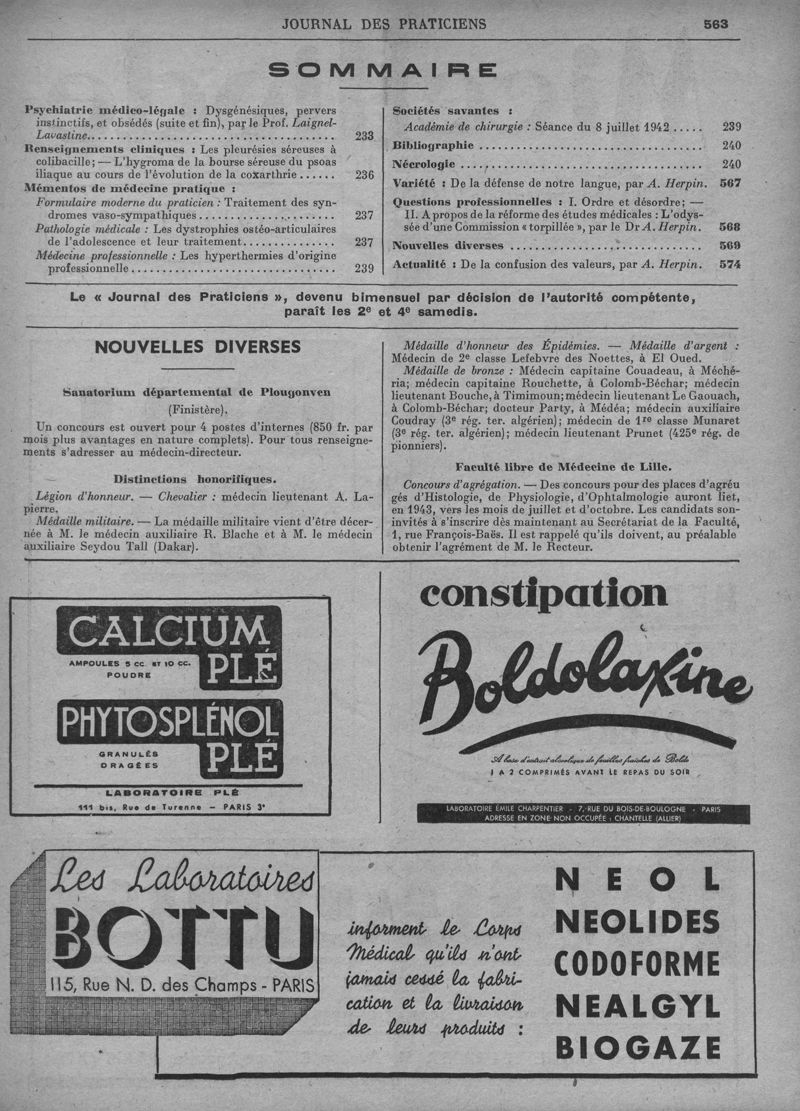 JOURNAL DES PRATICIENS 563
SOMMAIRE
Psychiatrie médico-légale : Dysgénésiques, pervers
instinctifs, et obsédés (suite et fin), par le Prof. Laignel-
Lavastine.......... 233
Renseignements cliniques : Les pleurésies séreuses à
colibacille; — L'hygroma de la bourse séreuse du psoas
iliaque au cours de l'évolution de la coxarthrie ...... 236
Mémentos de médecine pratique :
Formulaire moderne du praticien : Traitement des syn-
dromes vaso-sympathiques .......... 237
Pathologie médicale : Les dystrophies ostéo-articulaires
de l'adolescence et leur traitement .......... 237
Médecine professionnelle : Les hyperthermies d'origine
professionnelle .......... 239
Sociétés savantes :
Académie de chirurgie : Séance du 8 juillet 1942 ..... 239
Bibliographie .......... 240
Nécrologie .......... 240
Variété : De la défense de notre langue, par A. Herpin. 567
Questions professionnelles : I. Ordre et désordre; —
II. A propos de la réforme des études médicales : L'odys-
sée d'une Commission « torpillée », par le Dr A. Herpin. 568
Nouvelles diverses .......... 569
Actualité : De la confusion des valeurs, par A. Herpin. 574
Le « Journal des Praticiens », devenu bimensuel par décision de l'autorité compétente,
paraît les 2e et 4e samedis.
NOUVELLES DIVERSES
Sanatorium départemental de Plougonven
(Finistère).
Un concours est ouvert pour 4 postes d'internes (850 fr. par
mois plus avantages en nature complets). Pour tous renseigne-
ments s'adresser au médecin-directeur.
Distinctions honorifiques.
Légion d'honneur. — Chevalier : médecin lieutenant A. La-
pierre.
Médaille militaire. — La médaille militaire vient d'être décer-
née à M. le médecin auxiliaire R. Blache et à M. le médecin
auxiliaire Seydou Tall (Dakar).
Médaille d'honneur des Épidémies. — Médaille d'argent :
Médecin de 2e classe Lefebvre des Noettes, à El Oued.
Médaille de bronze : Médecin capitaine Couadeau, à Méché-
ria; médecin capitaine Rouchette, à Colomb-Béchar; médecin
lieutenant Bouche, à Timimoun; médecin lieutenant Le Gaouach,
à Colomb-Béchar; docteur Party, à Médéa; médecin auxiliaire
Coudray (3e rég. ter. algérien); médecin de 1re classe Munaret
(3e rég. ter. algérien); médecin lieutenant Prunet (425e rég. de
pionniers).
Faculté libre de Médecine de Lille.
Concours d'agrégation. — Des concours pour des places d'agréu
gés d'Histologie, de Physiologie, d'Ophtalmologie auront liet,
en 1943, vers les mois de juillet et d'octobre. Les candidats son-
invités à s'inscrire dès maintenant au Secrétariat de la Faculté,
1, rue François-Baës. Il est rappelé qu'ils doivent, au préalable
obtenir l'agrément de M. le Recteur.
CALCIUM
PLÉ
AMPOULES 5 CC. ET 10 CC.
POUDRE
PHYTOSPLÉNOL
PLÉ
GRANULÉS
DRAGÉES
LABORATOIRE PLÉ
111 bis, Rue de Turenne – PARIS 3e
constipation
Boldolaxine
A base d'extrait alcoolique de feuilles fraîches de Boldo
1 A 2 COMPRIMÉS AVANT LE REPAS DU SOIR
LABORATOIRE ÉMILE CHARPENTIER - 7, RUE DU BOIS-DE-BOULOGNE - PARIS
ADRESSE EN ZONE NON OCCUPÉE : CHANTELLE (ALLIER)
Les Laboratoires
BOTTU
115, Rue N. D. des Champs - PARIS
informent le Corps
Médical qu'ils n'ont
jamais cessé la fabri-
cation et la livraison
de leurs produits :
NEOL
NEOLIDES
CODOFORME
NEALGYL
BIOGAZE